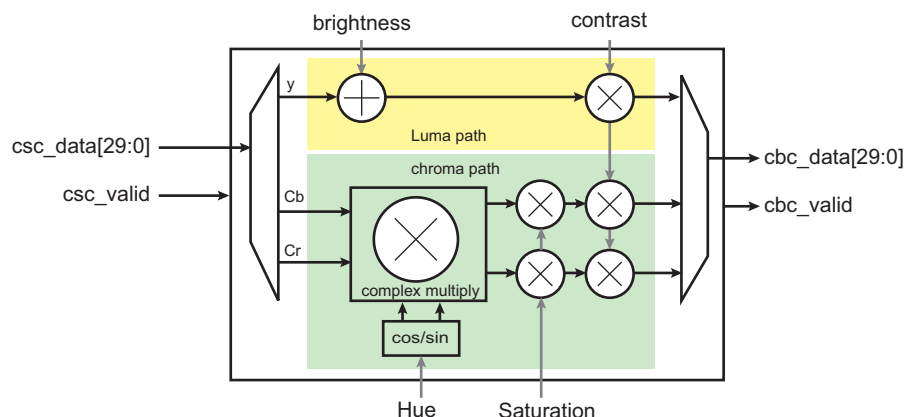 brightness
contrast
y
Luma path
csc_data[29:0]
cbc_data[29:0]
chroma path
csc_valid
Cb
cbc_valid
Cr
complex multiply
cos/sin
Hue
Saturation